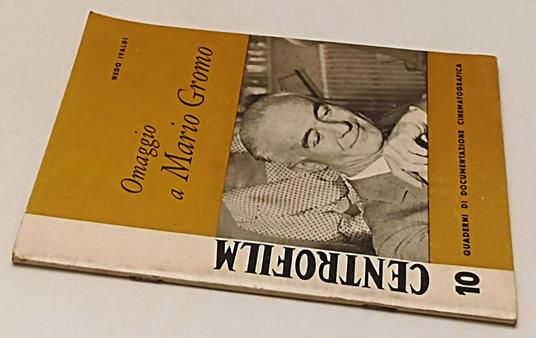 NEDO IVALDI
Omaggio
a Mario Gromo
CENTROFILM
10
QUADERNI DI DOCUMENTAZIONE CINEMATOGRAFICA